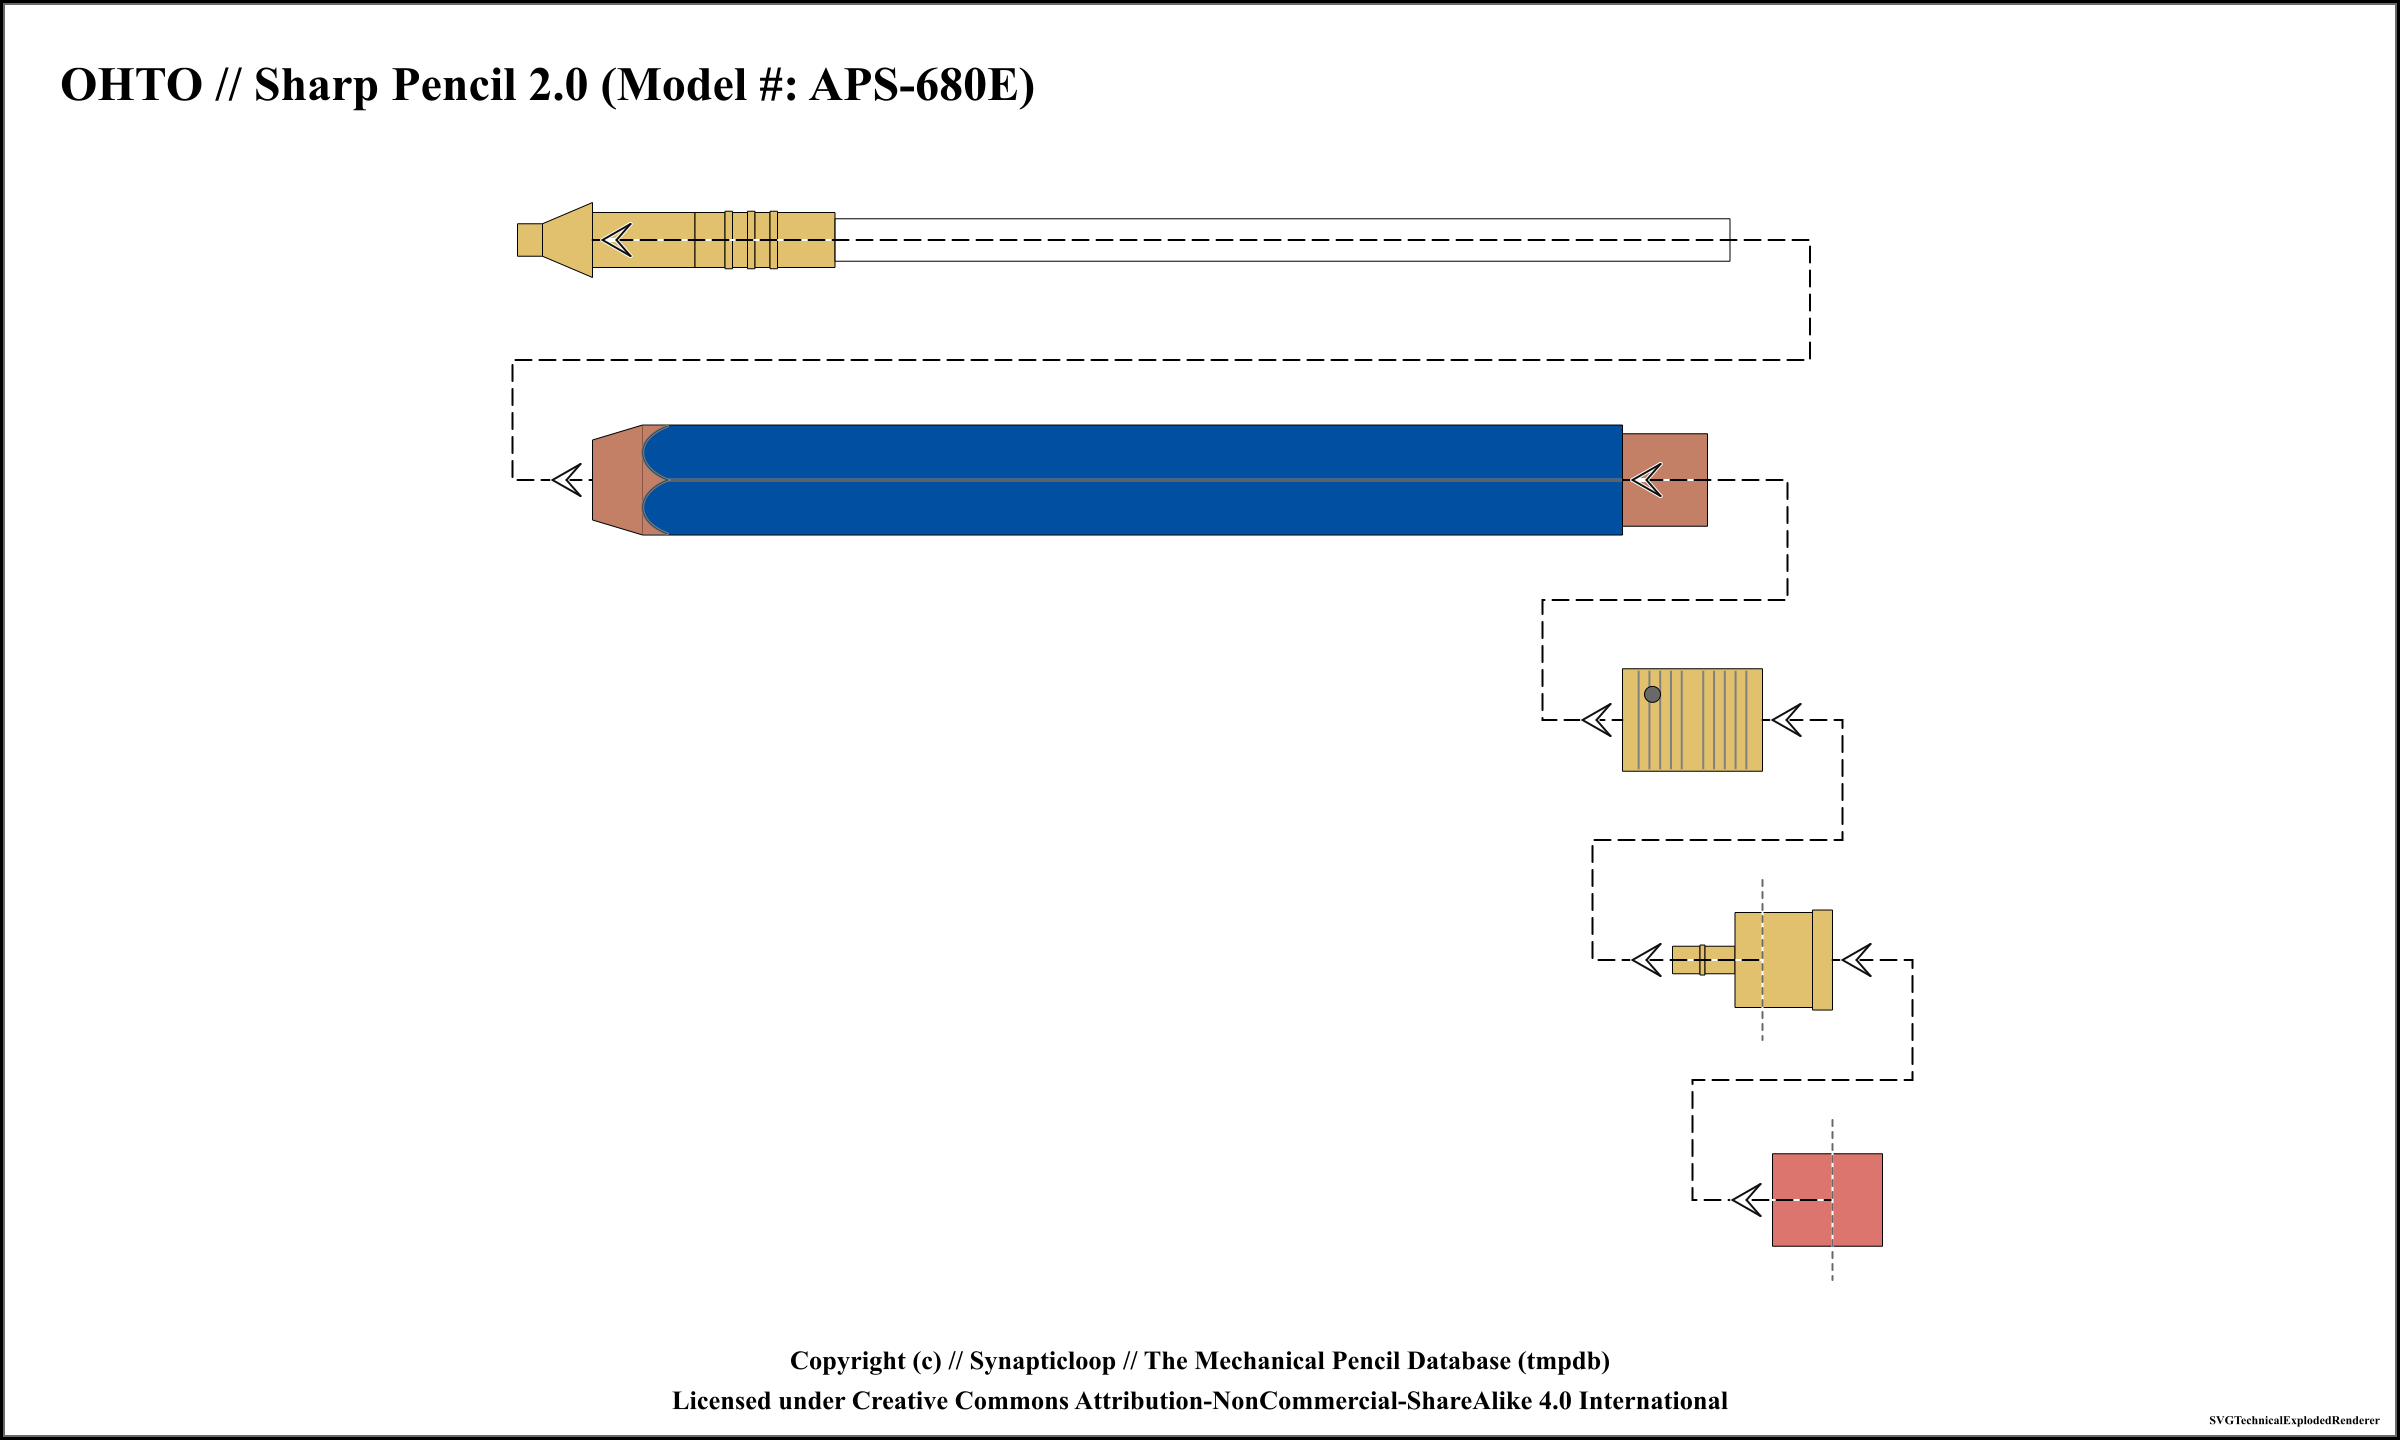 OHTO // Sharp Pencil 2.0 (Model #: APS-680E)
Copyright (c) // Synapticloop // The Mechanical Pencil Database (tmpdb)
Licensed under Creative Commons Attribution-NonCommercial-ShareAlike 4.0 International
SVGTechnicalExplodedRenderer